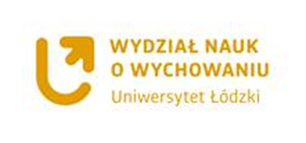 WYDZIAŁ NAUK
O WYCHOWANIU
Uniwersytet Łódzki